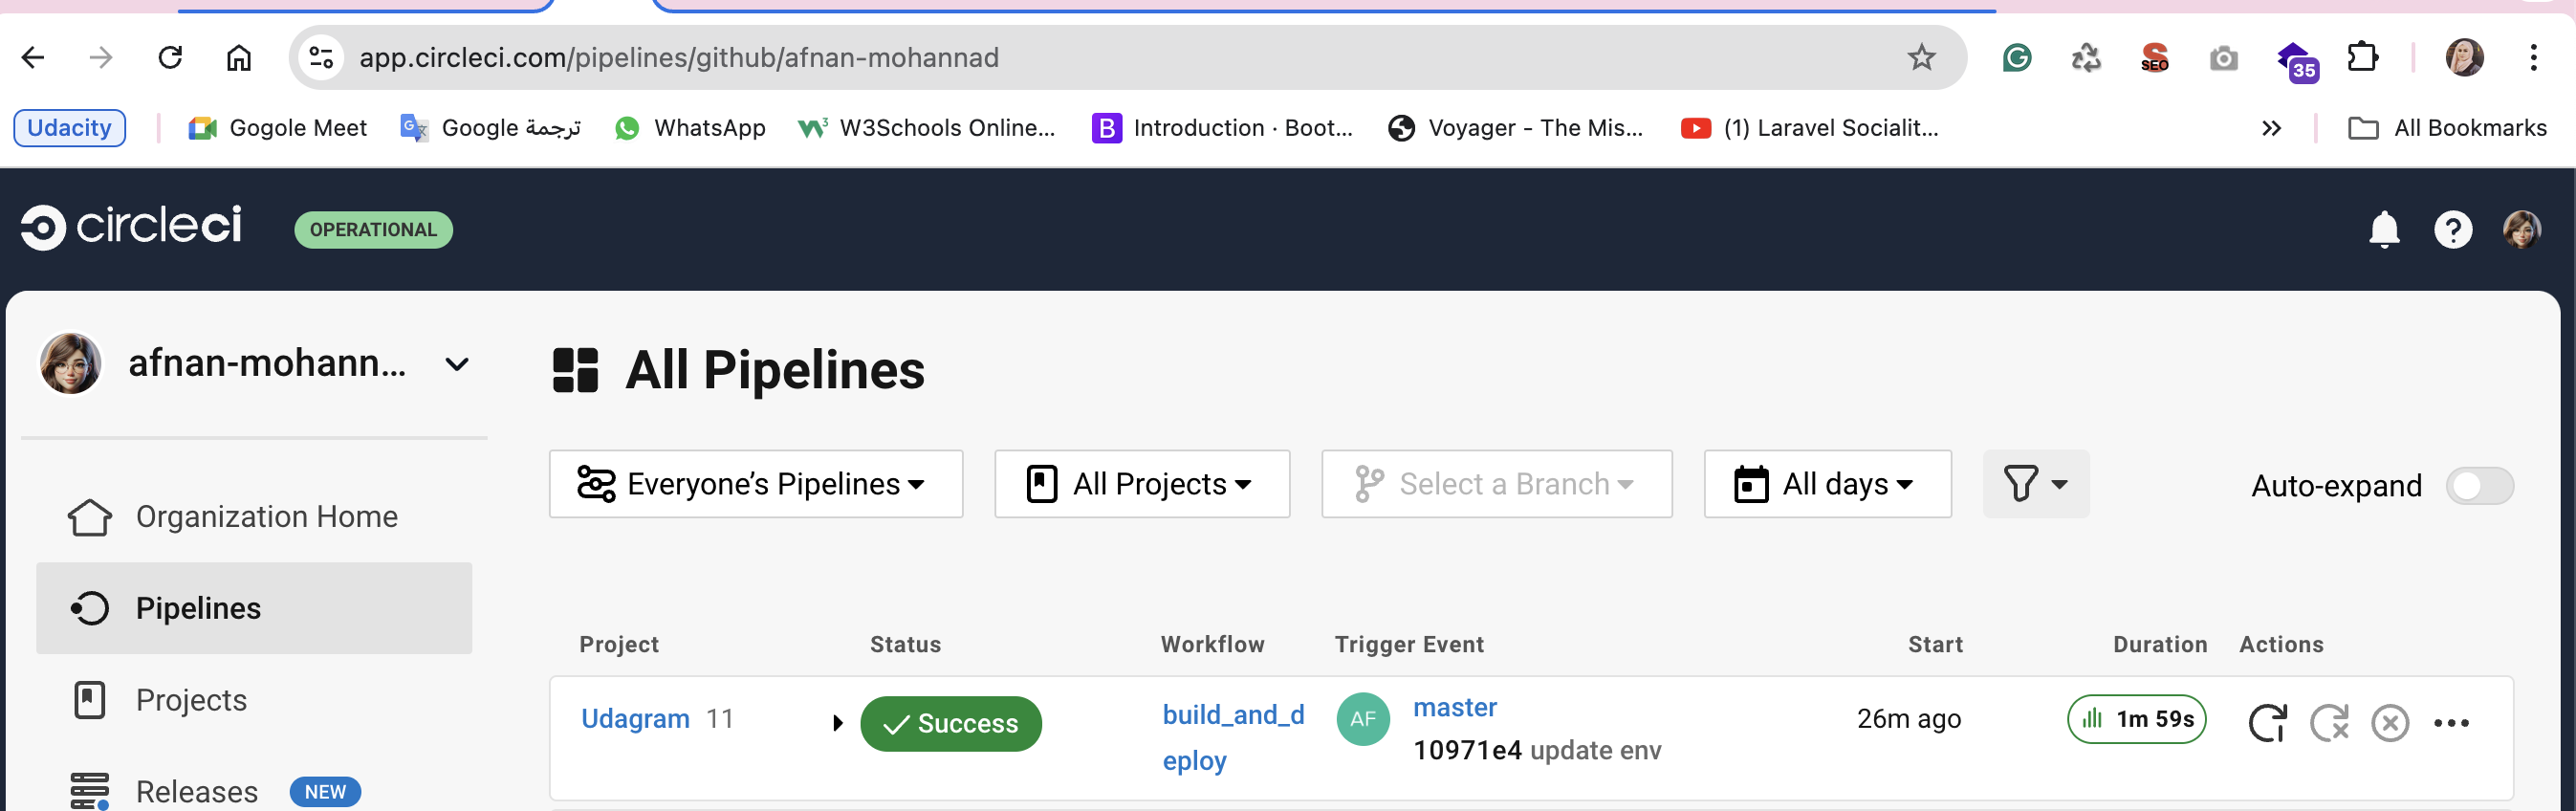 app.circleci.com/pipelines/github/afnan-mohannad
SEO
35
Udacity
Gogole Meet
Google ترجمة
WhatsApp
W3Schools Online...
B
Introduction · Boot...
Voyager - The Mis...
(1) Laravel Socialit...
All Bookmarks
circleci
OPERATIONAL
afnan-mohann...
Organization Home
Pipelines
Projects
Releases NEW
All Pipelines
Everyone's Pipelines
All Projects
Select a Branch
All days
Auto-expand
Project Status Workflow Trigger Event Start Duration Actions
Udagram 11
Success
build_and_d
eploy
AF
master
10971e4 update env
26m ago
1m 59s